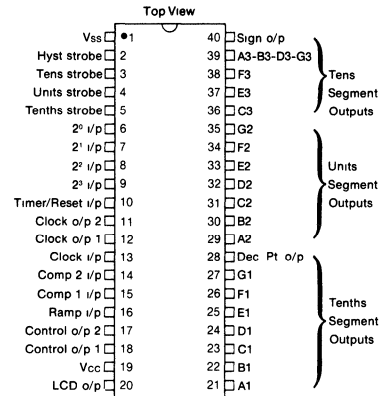 Top View
Vss 1
Hyst strobe 2
Tens strobe 3
Units strobe 4
Tenths strobe 5
2⁰ i/p 6
2¹ i/p 7
2² i/p 8
2³ i/p 9
Timer/Reset i/p 10
Clock o/p 2 11
Clock o/p 1 12
Clock i/p 13
Comp 2 i/p 14
Comp 1 i/p 15
Ramp i/p 16
Control o/p 2 17
Control o/p 1 18
Vcc 19
LCD o/p 20
40 Sign o/p
39 A3-B3-D3-G3
38 F3
37 E3
36 C3
35 G2
34 F2
33 E2
32 D2
31 C2
30 B2
29 A2
28 Dec Pt o/p
27 G1
26 F1
25 E1
24 D1
23 C1
22 B1
21 A1
Tens
Segment
Outputs
Units
Segment
Outputs
Tenths
Segment
Outputs